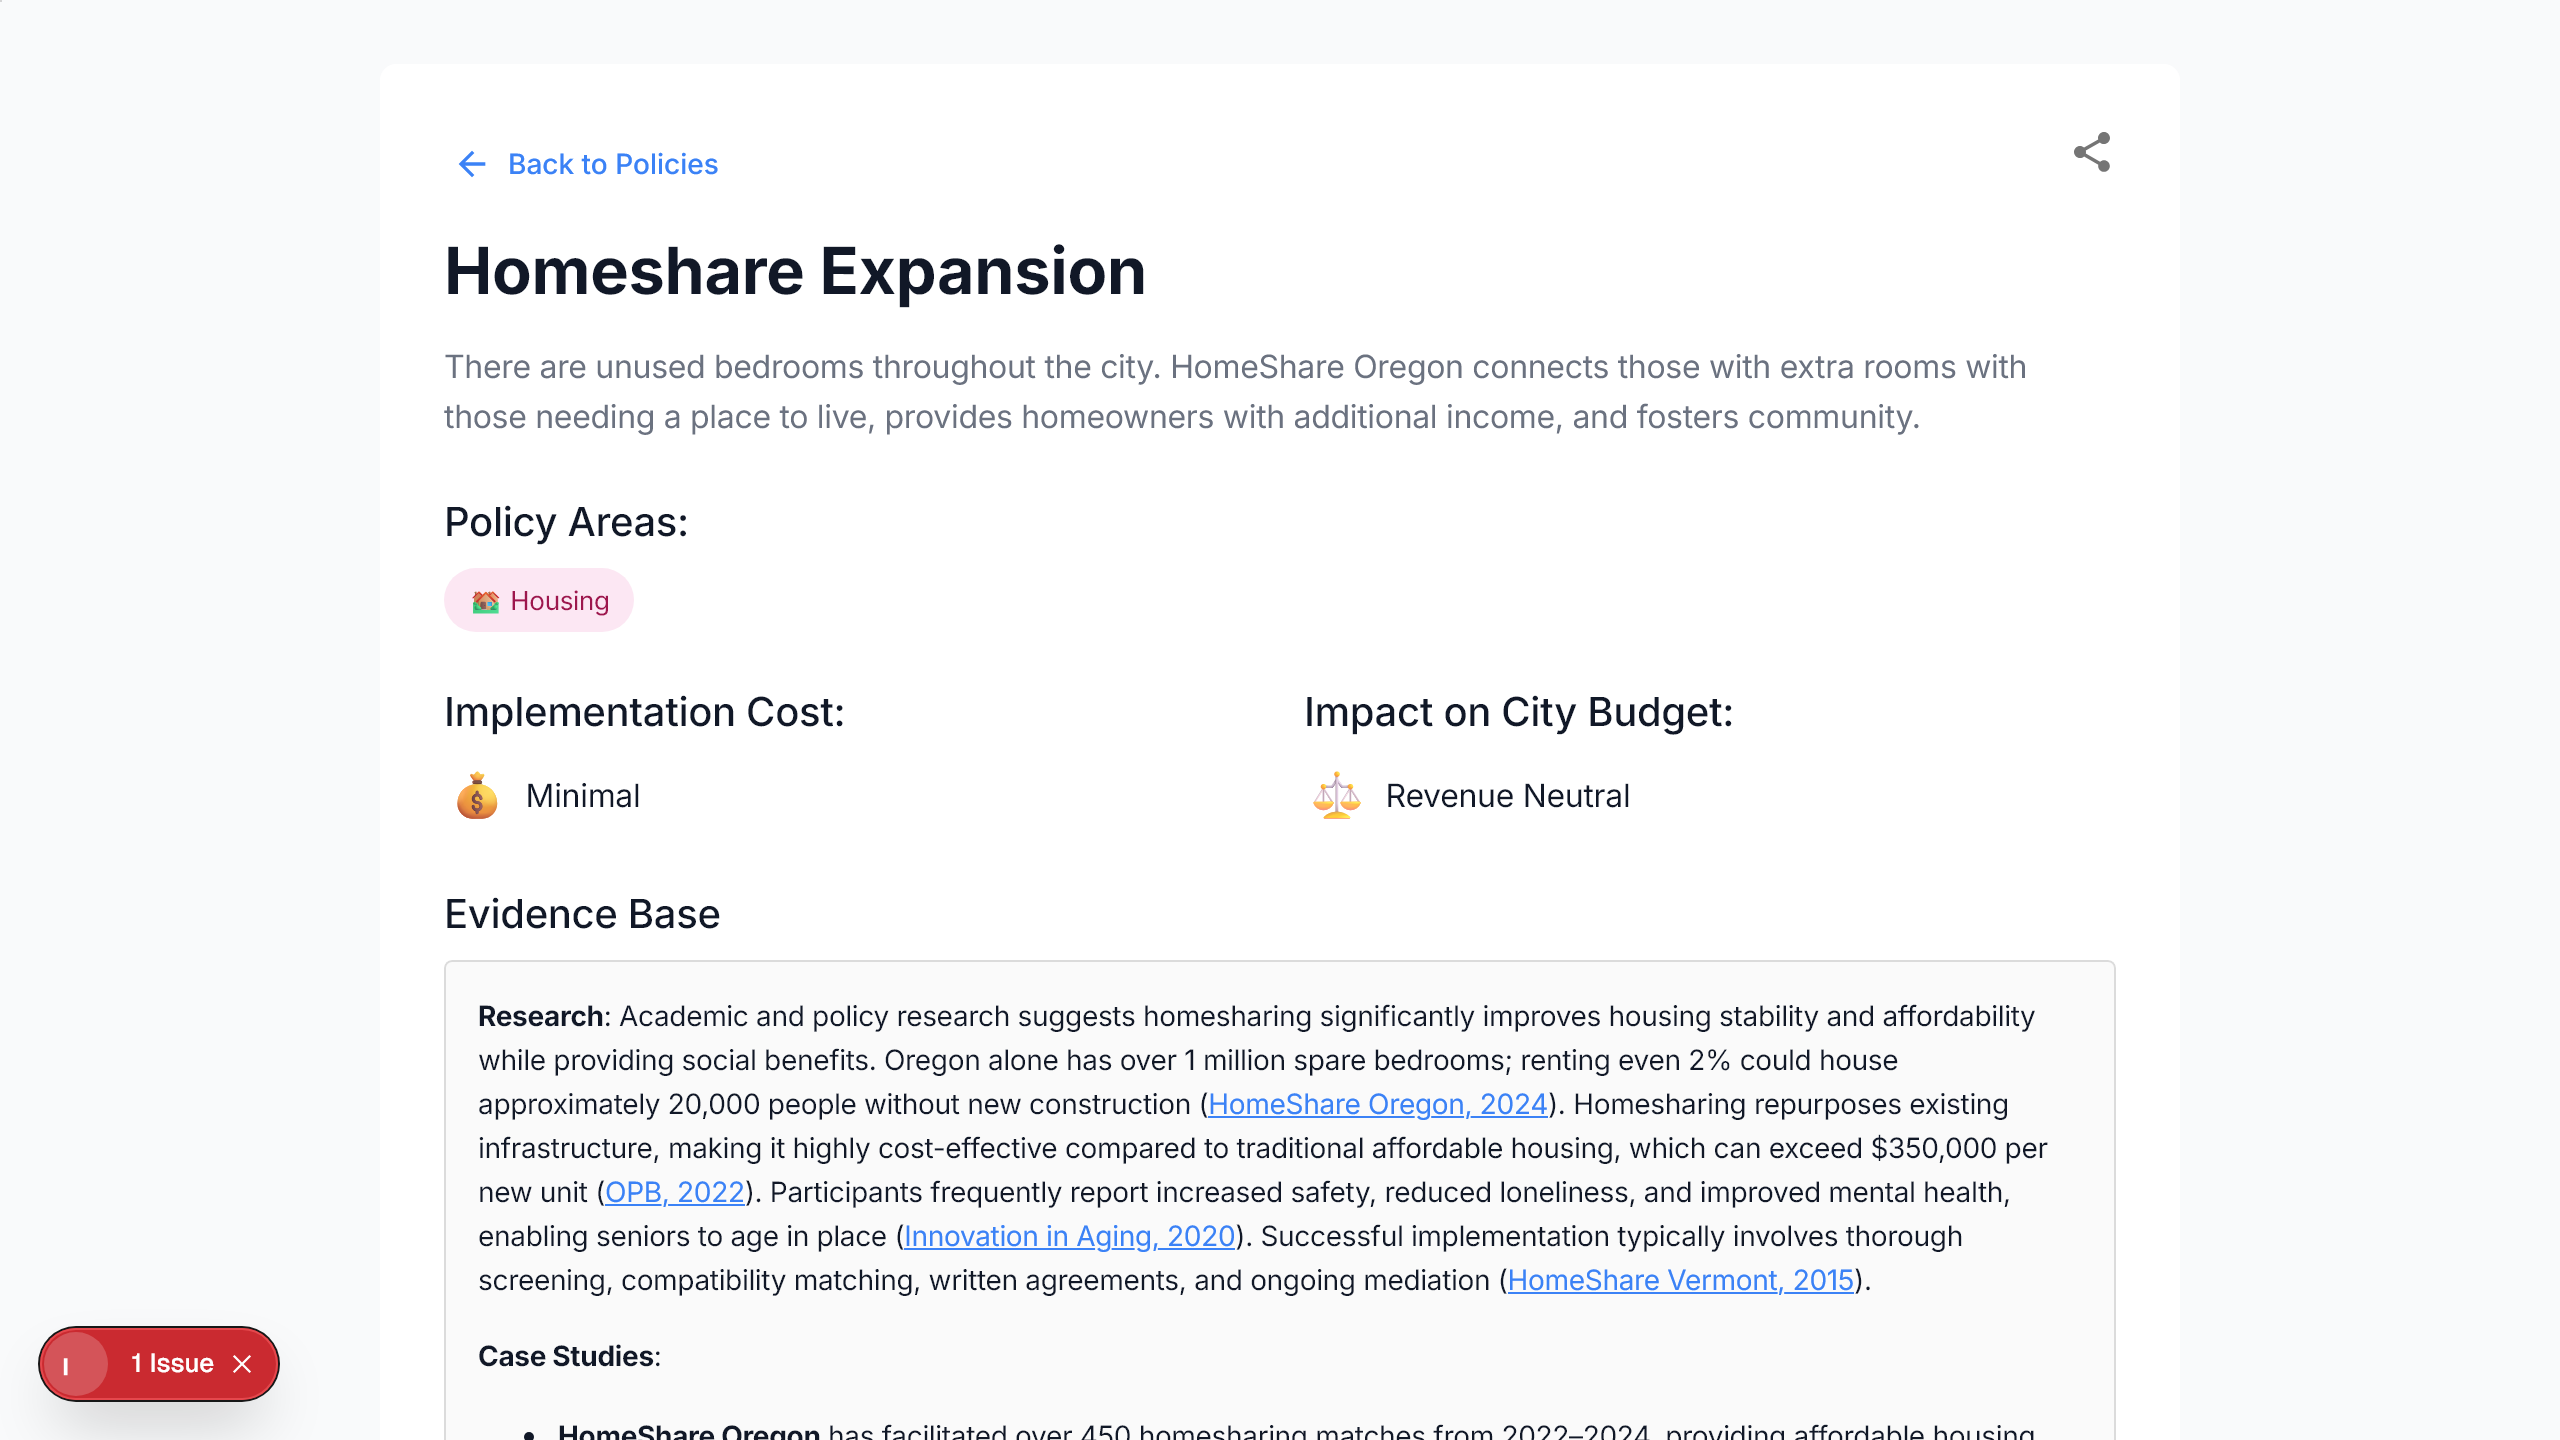 Back to Policies
Homeshare Expansion
There are unused bedrooms throughout the city. HomeShare Oregon connects those with extra rooms with
those needing a place to live, provides homeowners with additional income, and fosters community.
Policy Areas:
Housing
Implementation Cost:
Impact on City Budget:
Minimal
Revenue Neutral
Evidence Base
Research: Academic and policy research suggests homesharing significantly improves housing stability and affordability
while providing social benefits. Oregon alone has over 1 million spare bedrooms; renting even 2% could house
approximately 20,000 people without new construction (HomeShare Oregon, 2024). Homesharing repurposes existing
infrastructure, making it highly cost-effective compared to traditional affordable housing, which can exceed $350,000 per
new unit (OPB, 2022). Participants frequently report increased safety, reduced loneliness, and improved mental health,
enabling seniors to age in place (Innovation in Aging, 2020). Successful implementation typically involves thorough
screening, compatibility matching, written agreements, and ongoing mediation (HomeShare Vermont, 2015).
Case Studies:
• HomeShare Oregon has facilitated over 450 homesharing matches from 2022–2024, providing affordable housing
1 Issue